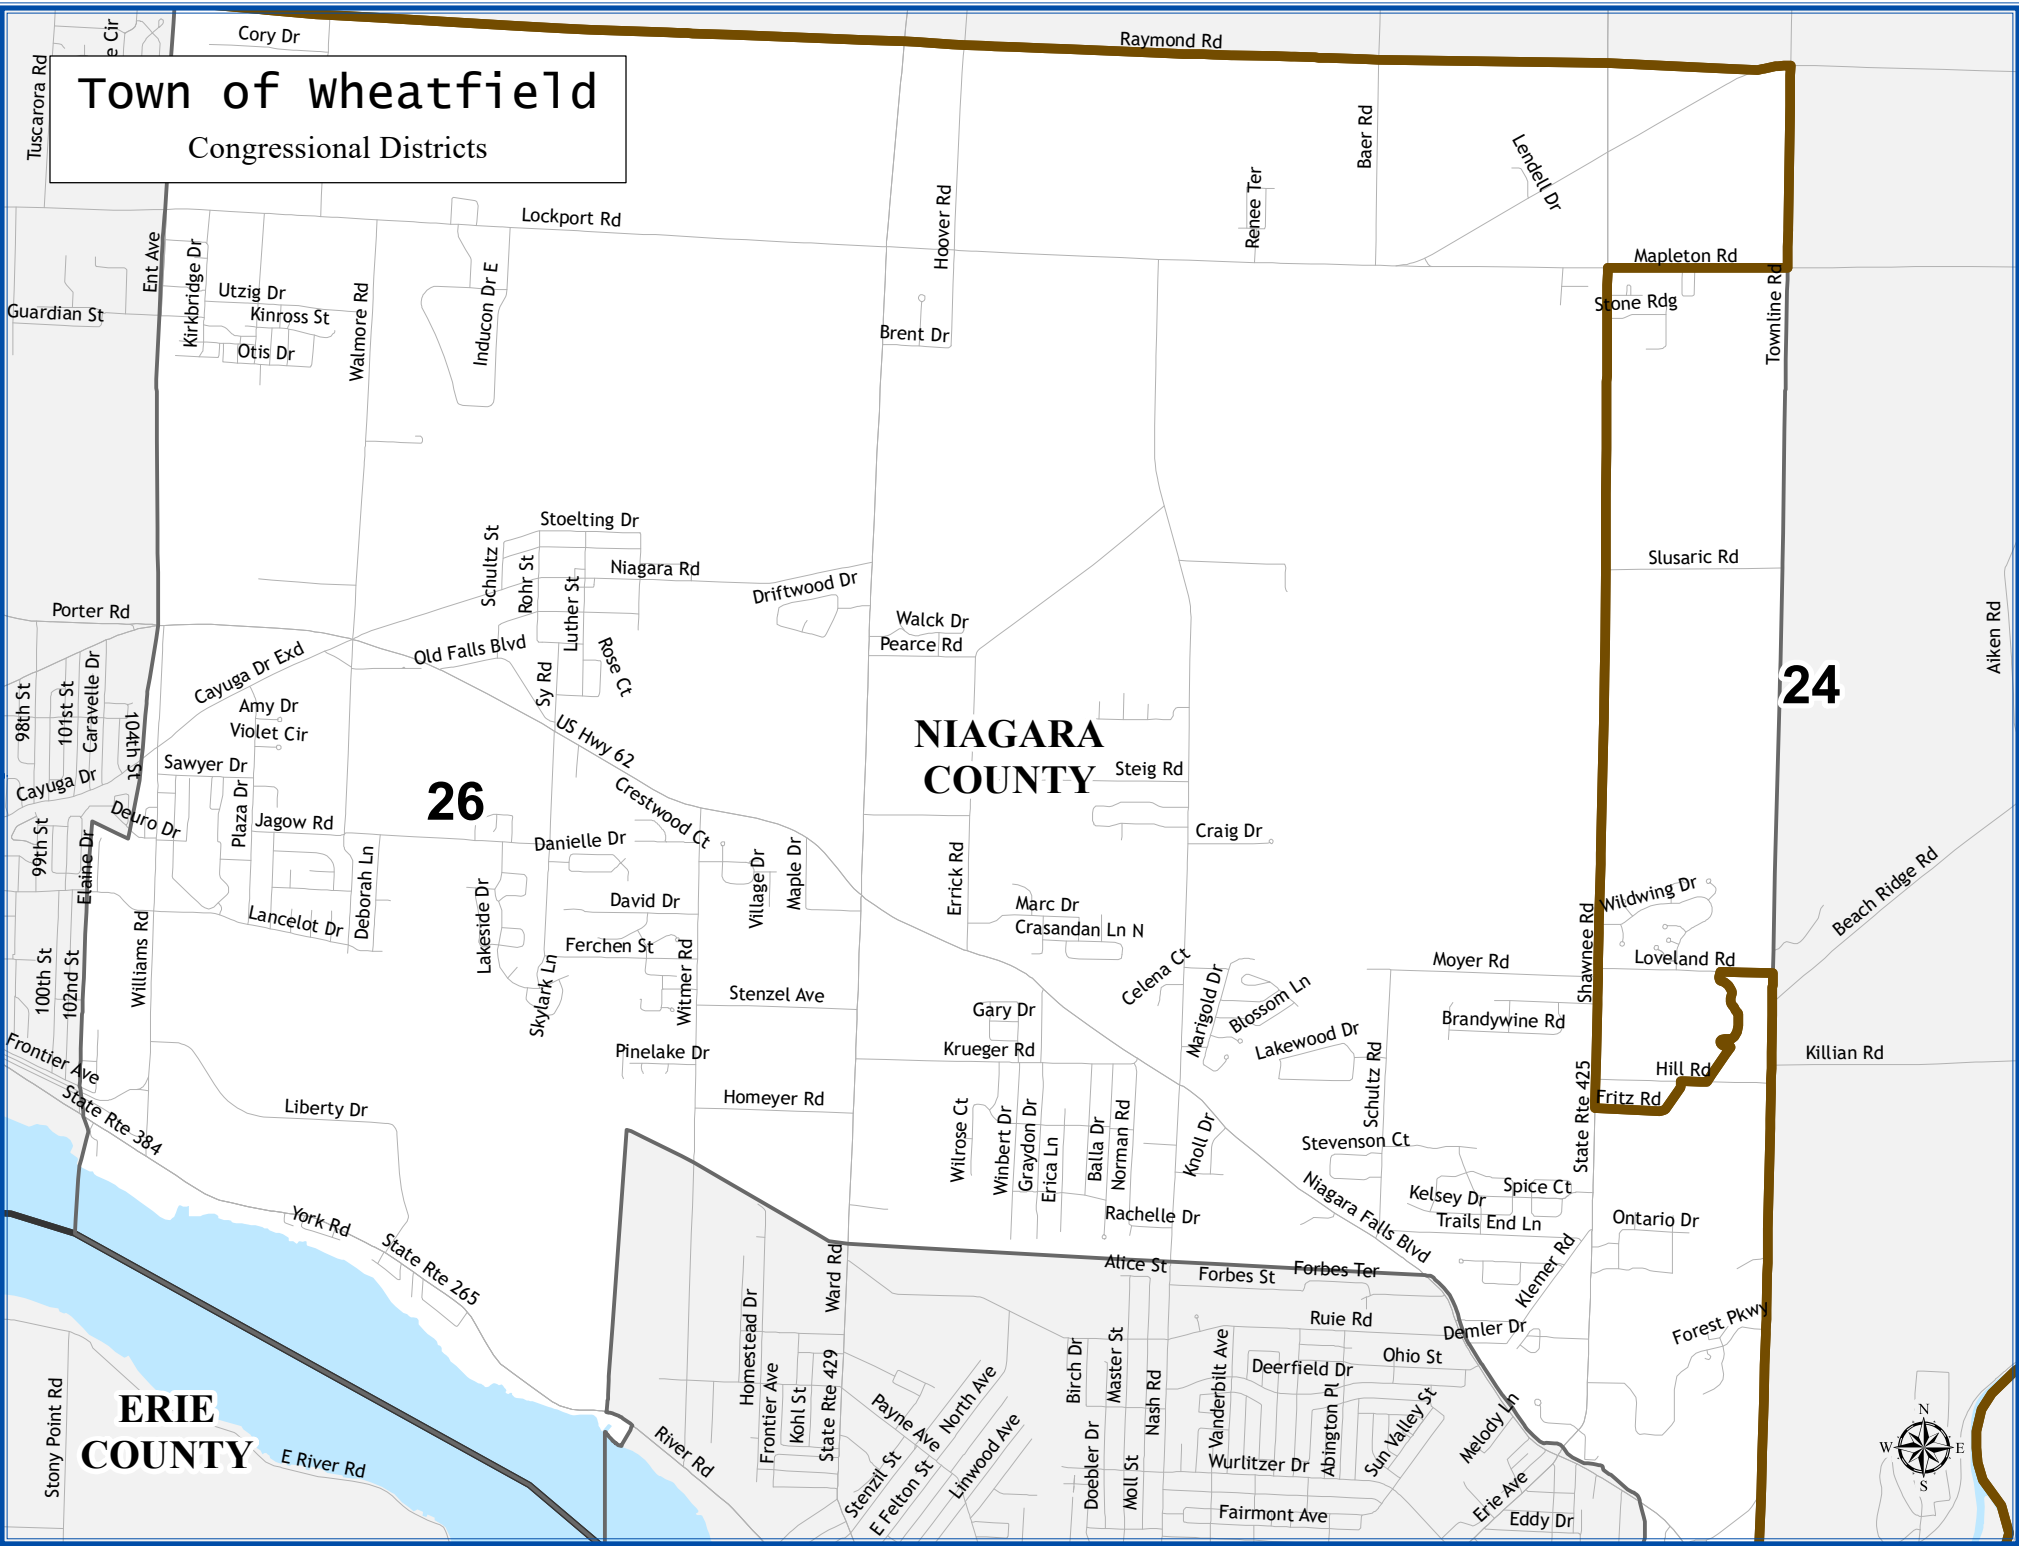 Town of Wheatfield
Congressional Districts
Cory Dr
e Cir
Tuscarora Rd
Raymond Rd
Baer Rd
Lendell Dr
Renee Ter
Hoover Rd
Lockport Rd
Mapleton Rd
Stone Rdg
Townline Rd
Ent Ave
Kirkbridge Dr
Utzig Dr
Kinross St
Otis Dr
Guardian St
Walmore Rd
Inducon Dr E
Brent Dr
Stoelting Dr
Schultz St
Rohr St
Luther St
Niagara Rd
Driftwood Dr
Slusaric Rd
Porter Rd
Walck Dr
Pearce Rd
Aiken Rd
Old Falls Blvd
Rose Ct
Sy Rd
Cayuga Dr Exd
98th St
101st St
Caravelle Dr
104th St
Amy Dr
Violet Cir
US Hwy 62
24
NIAGARA
COUNTY
Sawyer Dr
Cayuga Dr
Steig Rd
26
Plaza Dr
Crestwood Ct
Deuro Dr
Jagow Rd
Danielle Dr
Craig Dr
99th St
Elaine Dr
Deborah Ln
Village Dr
Maple Dr
Errick Rd
Beach Ridge Rd
Wildwing Dr
Lakeside Dr
David Dr
Marc Dr
Lancelot Dr
Crasandan Ln N
Shawnee Rd
Williams Rd
Ferchen St
Witmer Rd
Skylark Ln
Celena Ct
Moyer Rd
Loveland Rd
100th St
102nd St
Stenzel Ave
Marigold Dr
Blossom Ln
Gary Dr
Brandywine Rd
Lakewood Dr
Krueger Rd
Pinelake Dr
Killian Rd
Frontier Ave
Schultz Rd
Hill Rd
State Rte 425
Fritz Rd
Homeyer Rd
Liberty Dr
State Rte 384
Wilrose Ct
Winbert Dr
Graydon Dr
Erica Ln
Balla Dr
Norman Rd
Knoll Dr
Stevenson Ct
Niagara Falls Blvd
Kelsey Dr
Spice Ct
Rachelle Dr
Trails End Ln
Ontario Dr
York Rd
State Rte 265
Klemer Rd
Ward Rd
Alice St
Forbes St
Forbes Ter
Homestead Dr
Ruie Rd
Demler Dr
Forest Pkwy
Birch Dr
Master St
Vanderbilt Ave
Deerfield Dr
Ohio St
Stony Point Rd
ERIE
COUNTY
E River Rd
Frontier Ave
Kohl St
State Rte 429
Payne Ave
North Ave
Nash Rd
Abington Pl
Sun Valley St
Melody Ln
River Rd
Stenzil St
E Felton St
Linwood Ave
Doebler Dr
Moll St
Wurlitzer Dr
Fairmont Ave
Erie Ave
Eddy Dr
N
W
E
S